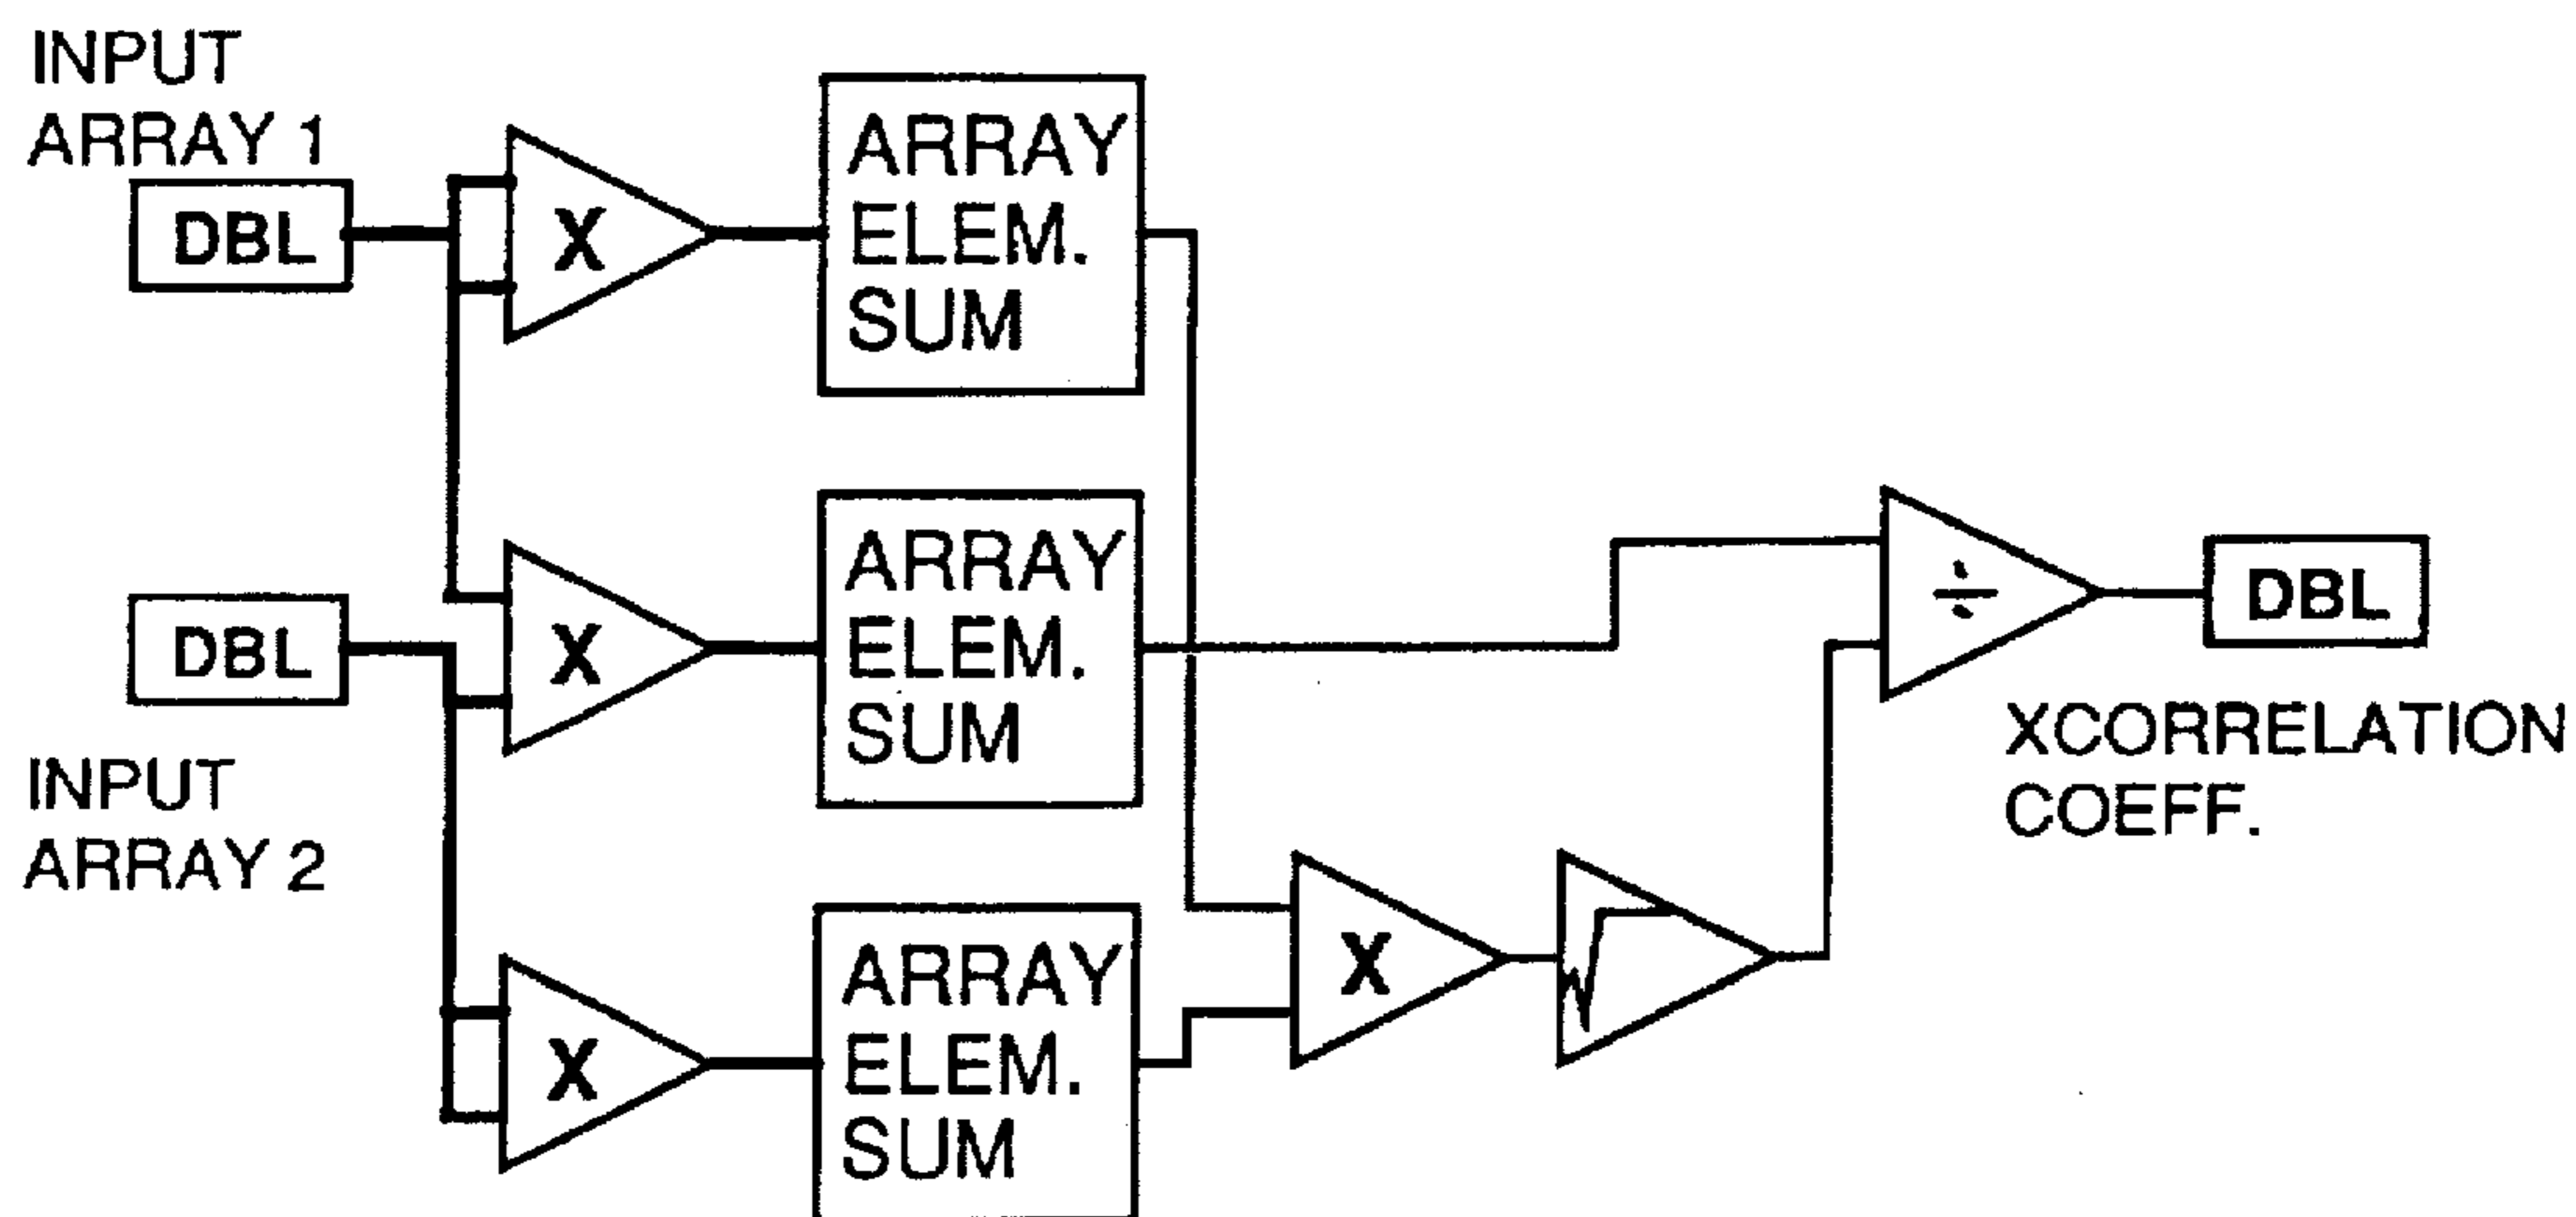 INPUT
ARRAY 1
DBL
X
ARRAY
ELEM.
SUM
DBL
INPUT
ARRAY 2
X
ARRAY
ELEM.
SUM
X
ARRAY
ELEM.
SUM
X
÷
DBL
XCORRELATION
COEFF.